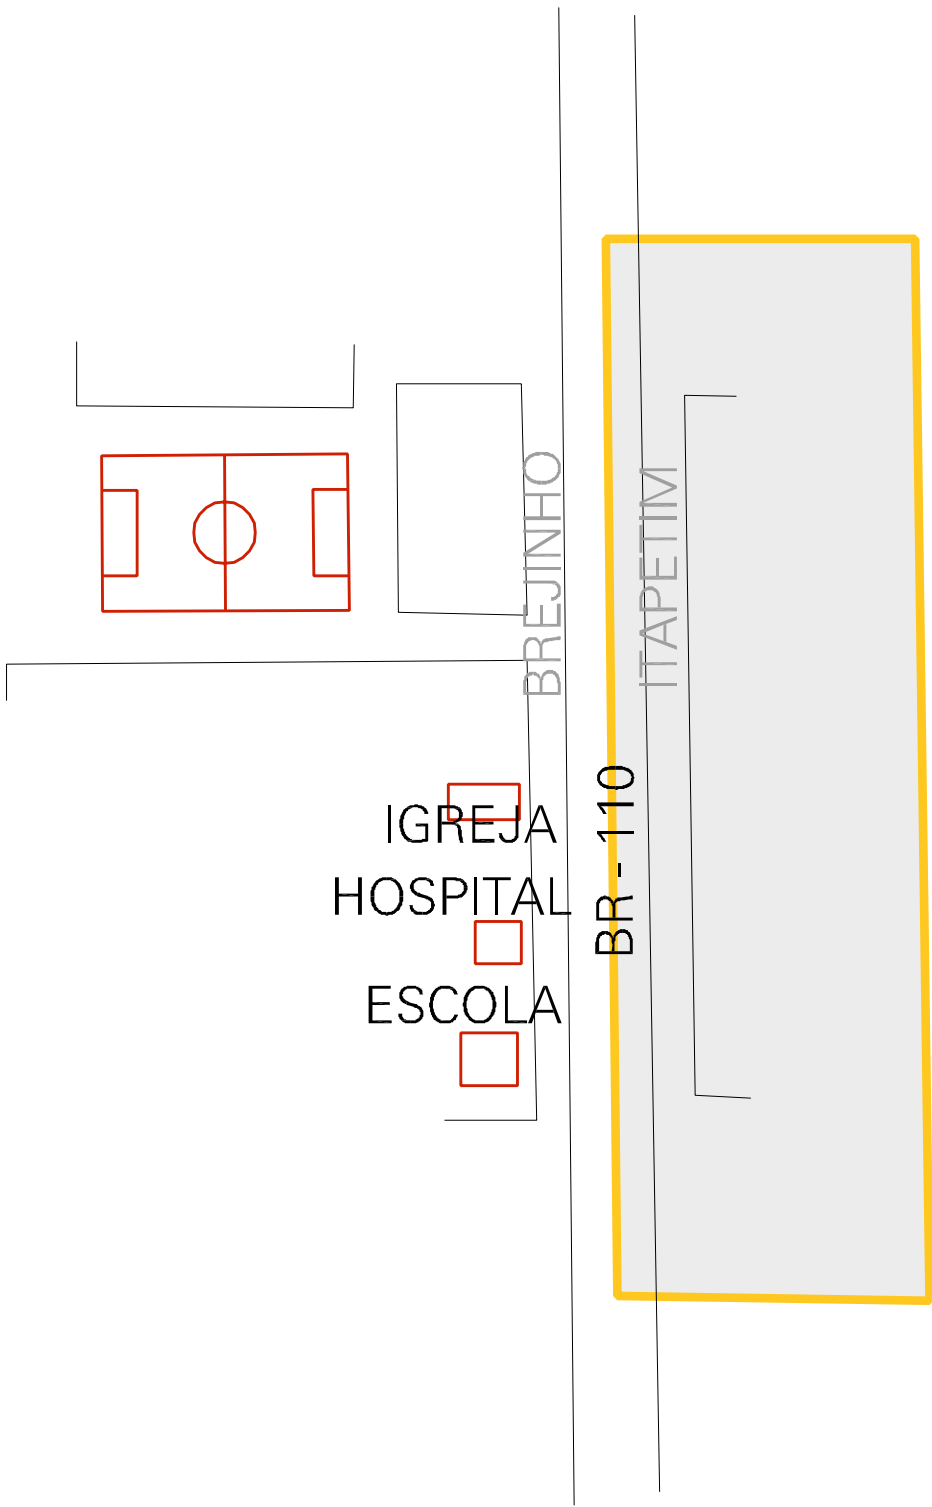 BREJINHO
ITAPETIM
BR - 110
IGREJA
HOSPITAL
ESCOLA